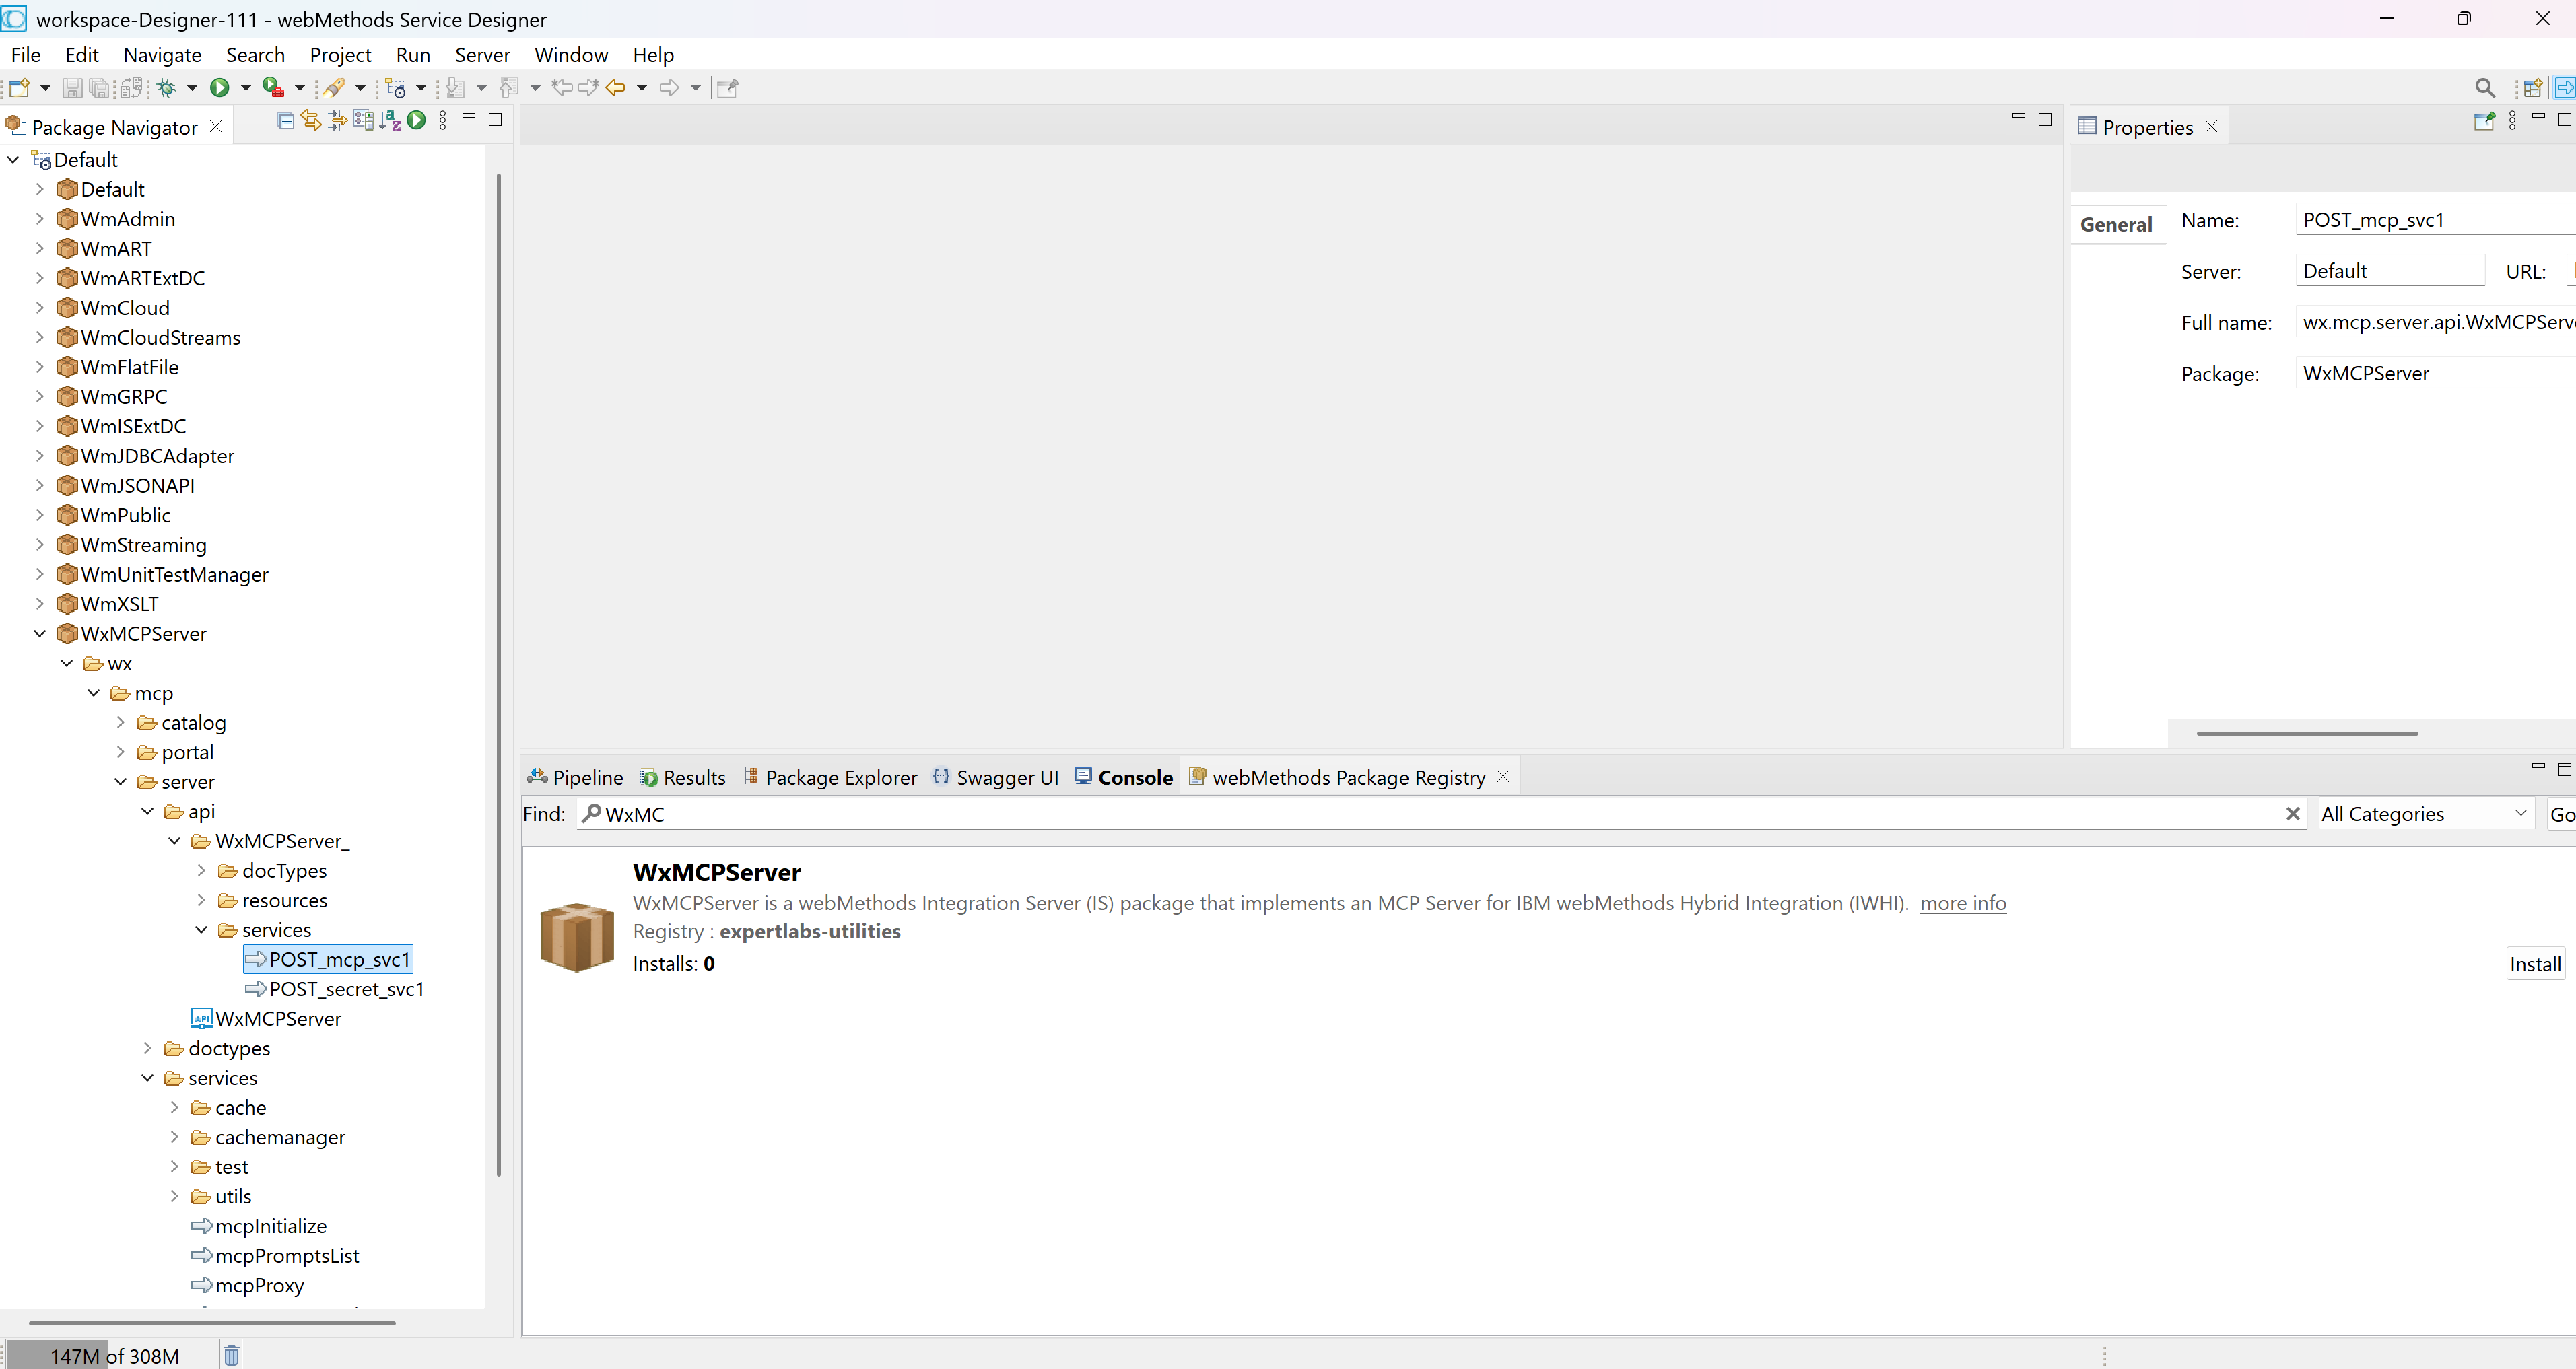 workspace-Designer-111 - webMethods Service Designer
File Edit Navigate Search Project Run Server Window Help
Package Navigator
Default
Default
WmAdmin
WmART
WmARTExtDC
WmCloud
WmCloudStreams
WmFlatFile
WmGRPC
WmISExtDC
WmJDBCAdapter
WmJSONAPI
WmPublic
WmStreaming
WmUnitTestManager
WmXSLT
WxMCPServer
wx
mcp
catalog
portal
server
api
WxMCPServer_
docTypes
resources
services
POST_mcp_svc1
POST_secret_svc1
API WxMCPServer
doctypes
services
cache
cachemanager
test
utils
mcpInitialize
mcpPromptsList
mcpProxy
147M of 308M
Properties
General
Name: POST_mcp_svc1
Server: Default URL:
Full name: wx.mcp.server.api.WxMCPServ
Package: WxMCPServer
Pipeline Results Package Explorer Swagger UI Console webMethods Package Registry
Find: WxMC All Categories Go
WxMCPServer
WxMCPServer is a webMethods Integration Server (IS) package that implements an MCP Server for IBM webMethods Hybrid Integration (IWHI). more info
Registry : expertlabs-utilities
Installs: 0
Install